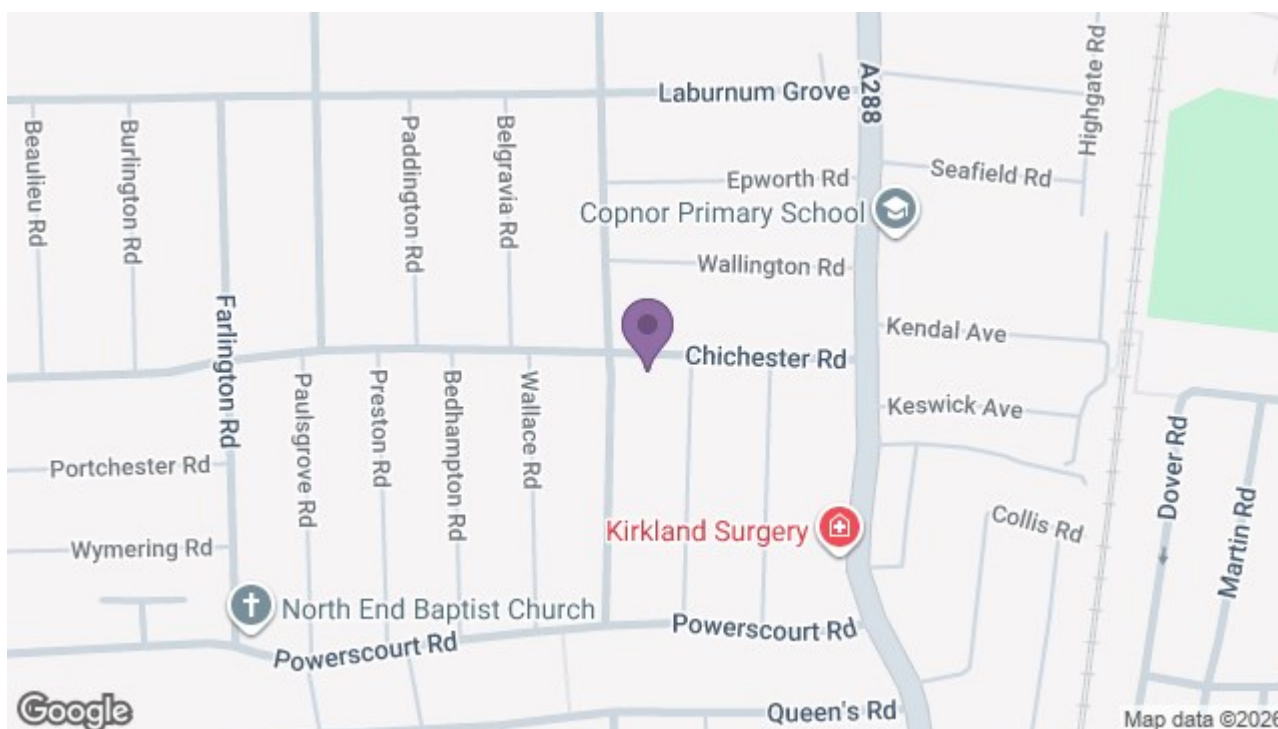 Laburnum Grove
A288
Highgate Rd
Beaulieu Rd
Burlington Rd
Paddington Rd
Belgravia Rd
Epworth Rd
Seafield Rd
Copnor Primary School
Wallington Rd
Farlington Rd
Kendal Ave
Chichester Rd
Paulsgrove Rd
Preston Rd
Bedhampton Rd
Wallace Rd
Keswick Ave
Portchester Rd
Dover Rd
Martin Rd
Kirkland Surgery
Collis Rd
Wymering Rd
North End Baptist Church
Powerscourt Rd
Powerscourt Rd
Queen's Rd
Google
Map data ©2026